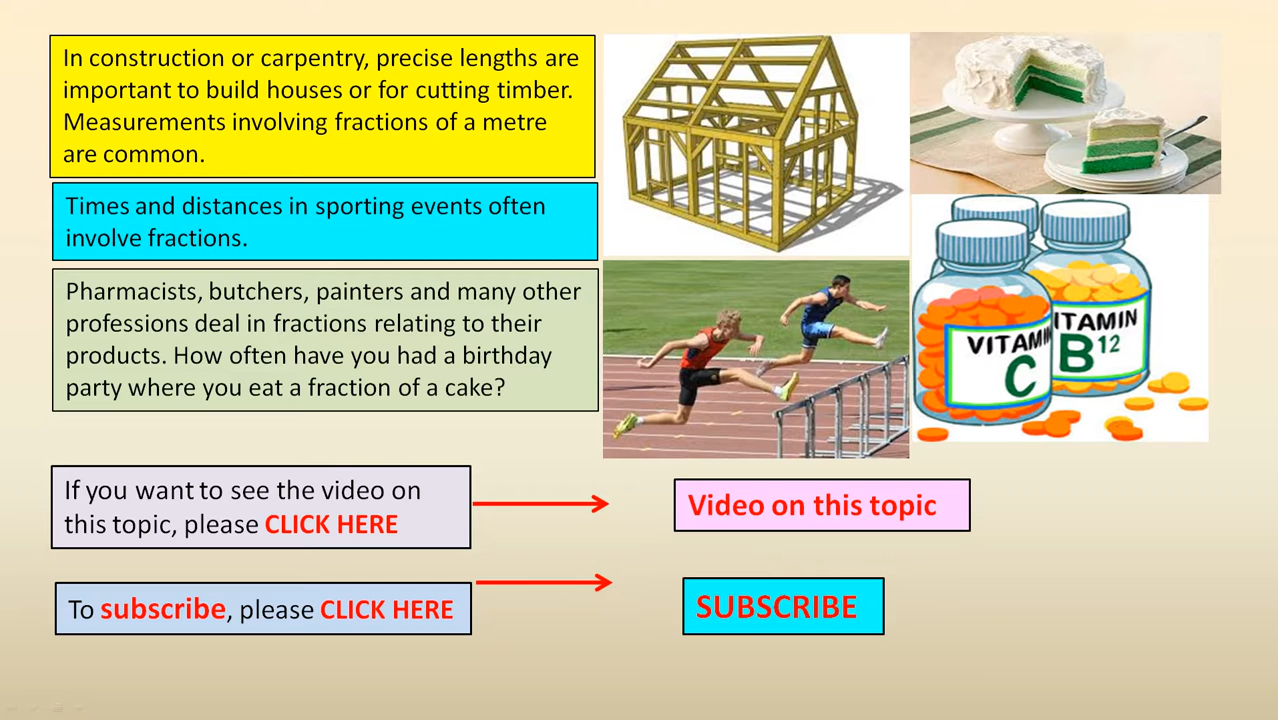 In construction or carpentry, precise lengths are
important to build houses or for cutting timber.
Measurements involving fractions of a metre
are common.
Times and distances in sporting events often
involve fractions.
Pharmacists, butchers, painters and many other
professions deal in fractions relating to their
products. How often have you had a birthday
party where you eat a fraction of a cake?
VITAMIN
C
ITAMIN
B12
If you want to see the video on
this topic, please CLICK HERE
Video on this topic
To subscribe, please CLICK HERE
SUBSCRIBE